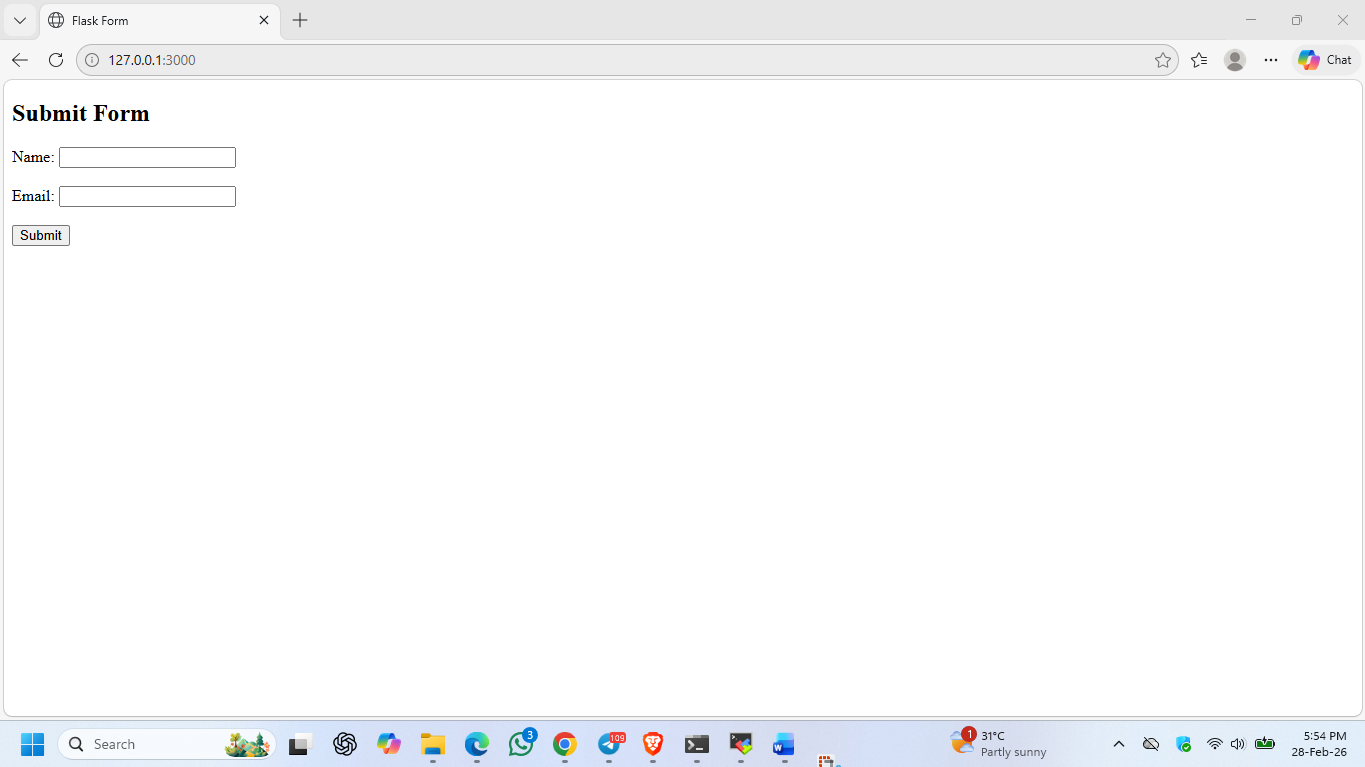 Flask Form
127.0.0.1:3000
Chat
Submit Form
Name:
Email:
Submit
Search
3
109
W
1
31°C
Partly sunny
5:54 PM
28-Feb-26